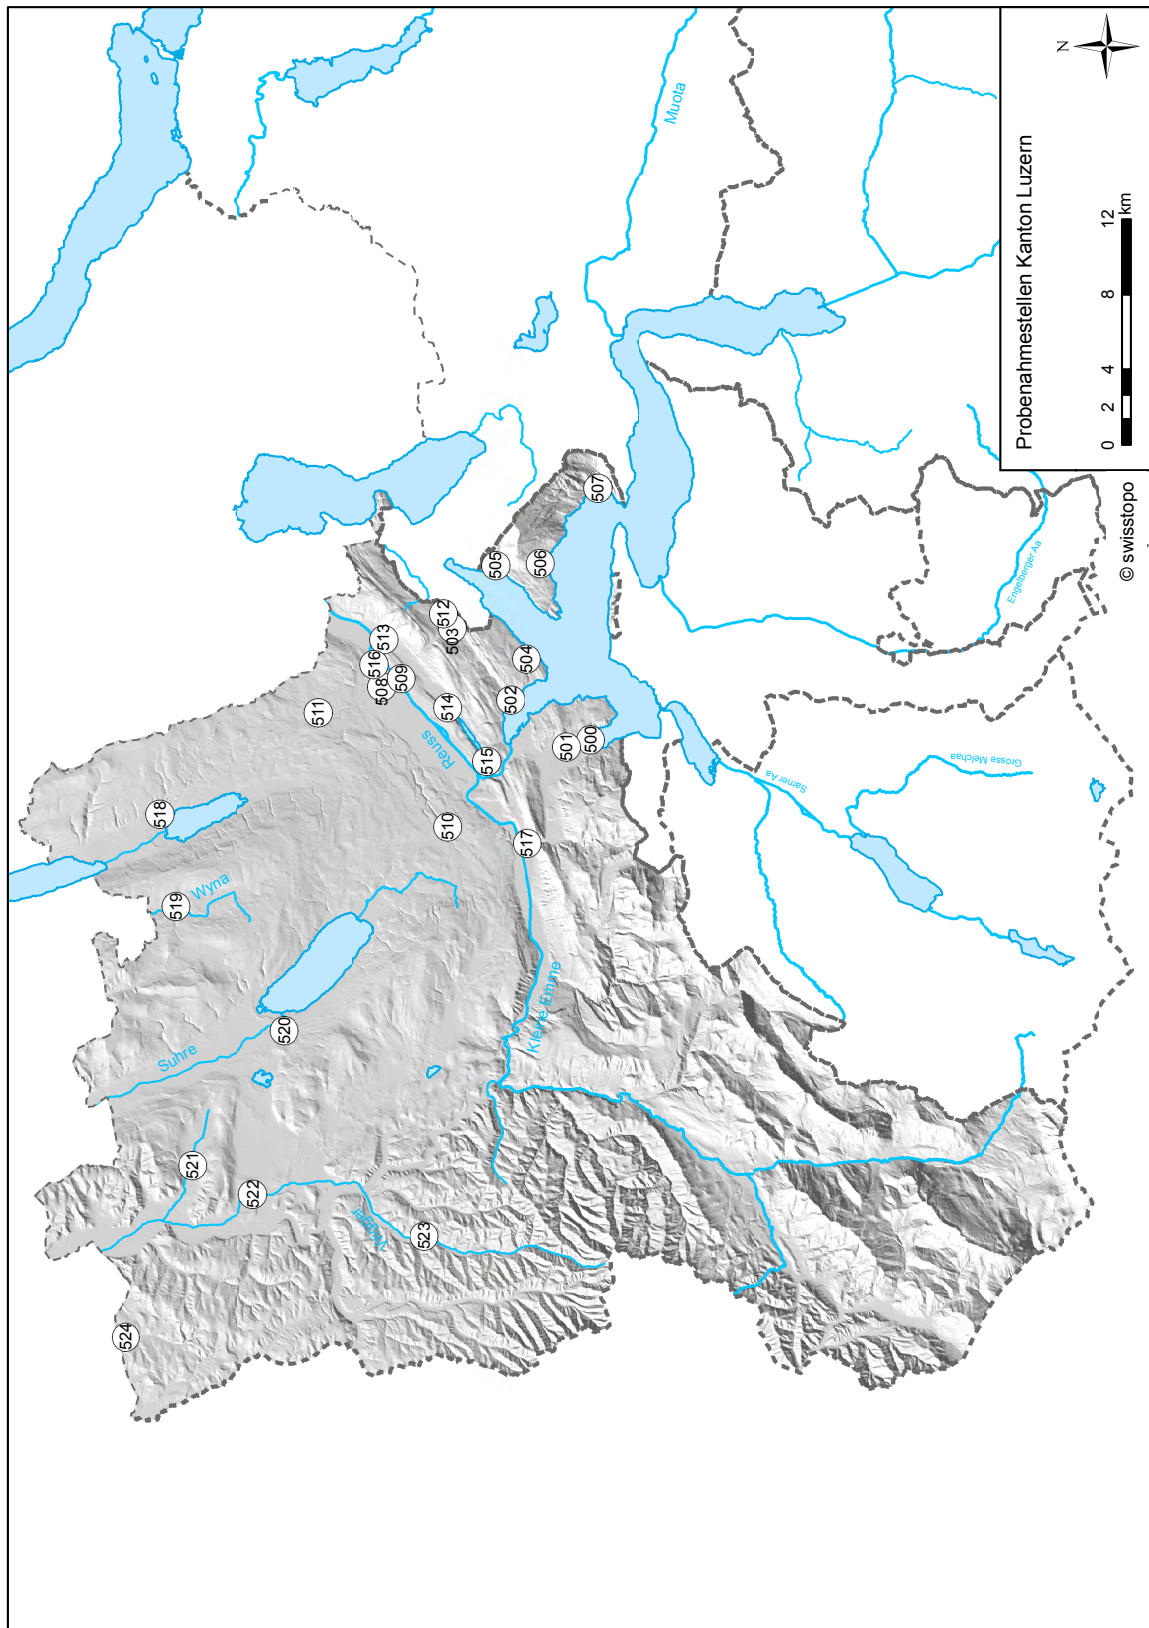 Probenahmestellen Kanton Luzern
N
0 2 4 8 12
km
© swisstopo
524
523
522
521
520
519
518
517
510
511
515
514
508
516
509
513
503
512
502
504
505
506
507
501
500
Wigger
Suhre
Wyna
Reuss
Kleine Emme
Muota
Sarner Aa
Grosse Melchaa
Engelberger Aa